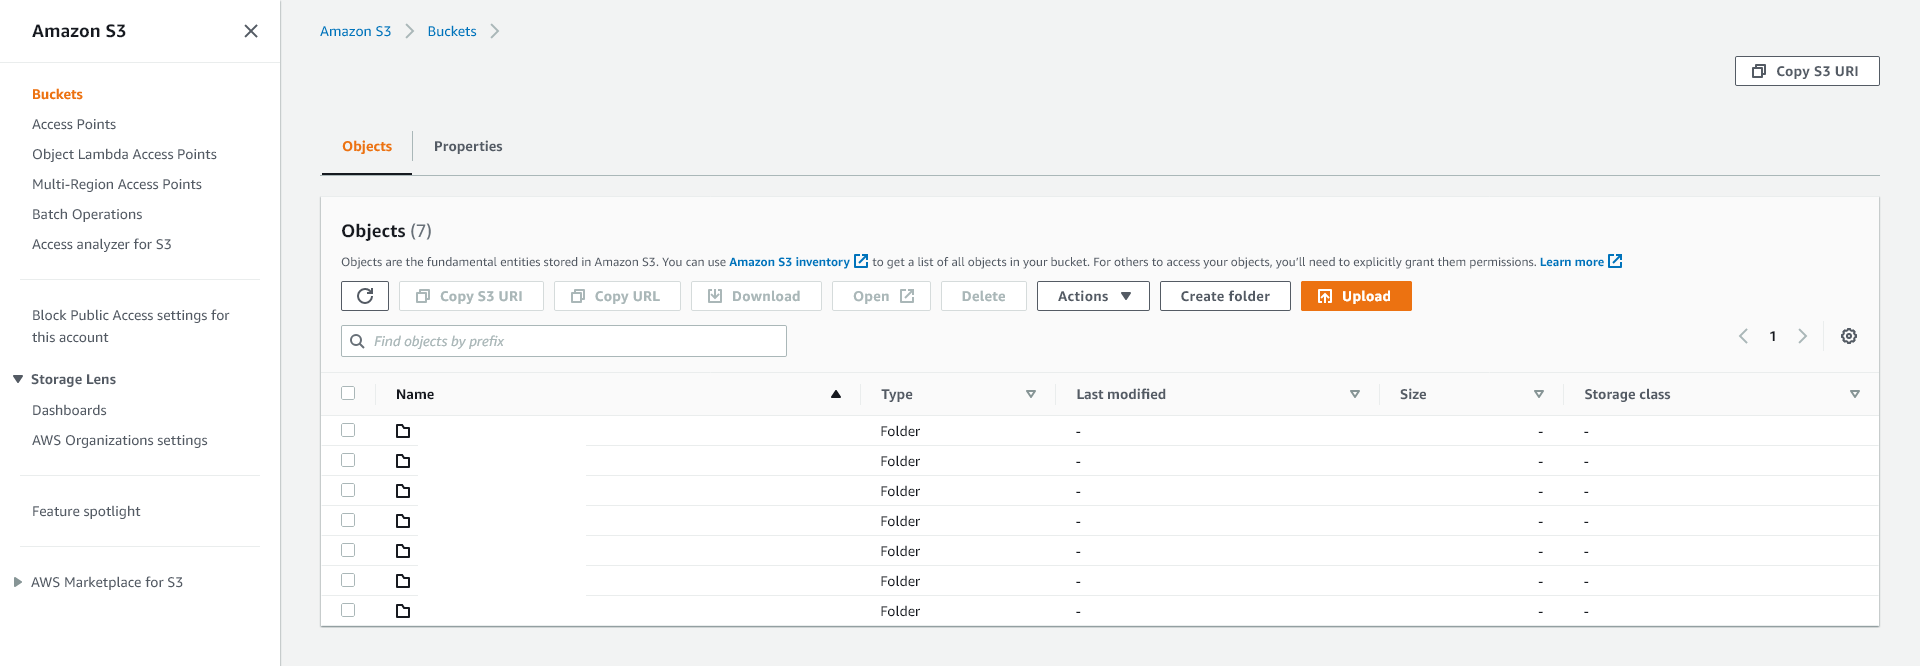 Amazon S3
Buckets
Access Points
Object Lambda Access Points
Multi-Region Access Points
Batch Operations
Access analyzer for S3
Block Public Access settings for
this account
Storage Lens
Dashboards
AWS Organizations settings
Feature spotlight
AWS Marketplace for S3
Amazon S3 Buckets
Copy S3 URI
Objects Properties
Objects (7)
Objects are the fundamental entities stored in Amazon S3. You can use Amazon S3 inventory to get a list of all objects in your bucket. For others to access your objects, you'll need to explicitly grant them permissions. Learn more
Copy S3 URI Copy URL Download Open Delete Actions Create folder Upload
Find objects by prefix 1
Name Type Last modified Size Storage class
Folder - - -
Folder - - -
Folder - - -
Folder - - -
Folder - - -
Folder - - -
Folder - - -